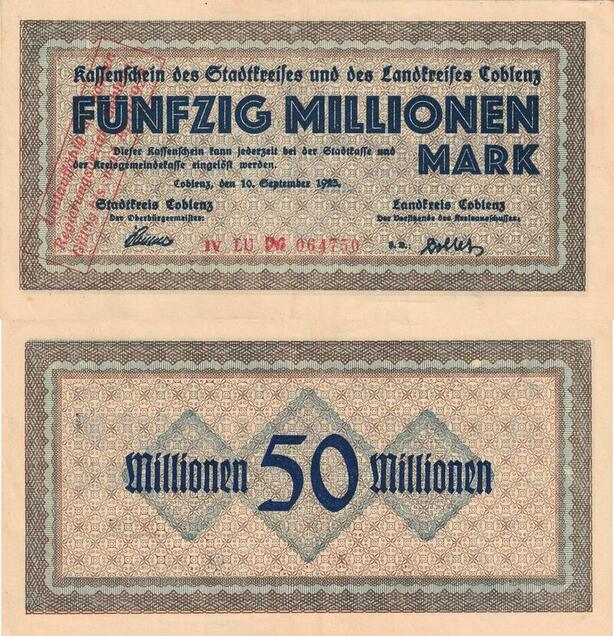 Kassenschein des Stadtkreises und des Landkreises Coblenz
FÜNFZIG MILLIONEN
MARK
Dieser Kassenschein kann jederzeit bei der Stadtkasse und
der Kreisgemeindekasse eingelöst werden.
Coblenz, den 10. September 1923.
Stadtkreis Coblenz
Der Oberbürgermeister:
Landkreis Coblenz
Der Vorsitzende des Kreisausschusses:
IV LU 064750
Gültig bis
Millionen 50 Millionen